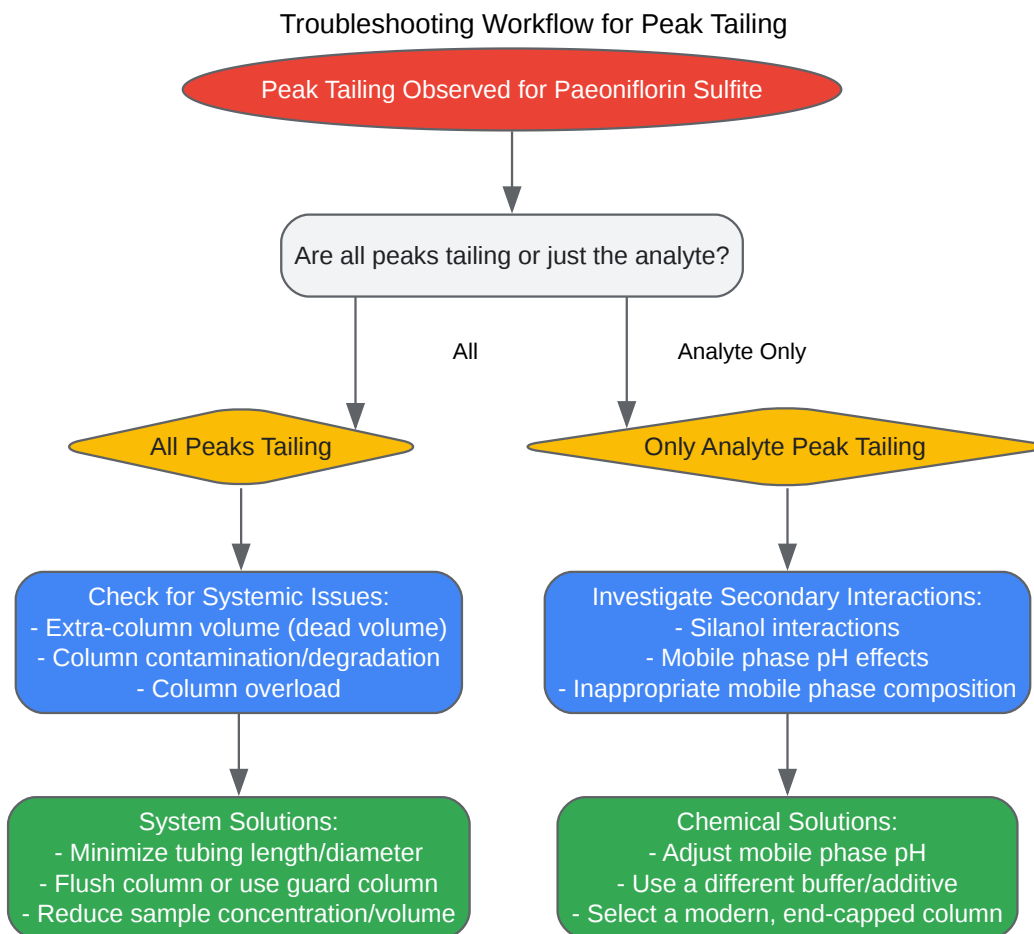 Troubleshooting Workflow for Peak Tailing
Peak Tailing Observed for Paeoniflorin Sulfite
Are all peaks tailing or just the analyte?
All
Analyte Only
All Peaks Tailing
Only Analyte Peak Tailing
Check for Systemic Issues:
- Extra-column volume (dead volume)
- Column contamination/degradation
- Column overload
Investigate Secondary Interactions:
- Silanol interactions
- Mobile phase pH effects
- Inappropriate mobile phase composition
System Solutions:
- Minimize tubing length/diameter
- Flush column or use guard column
- Reduce sample concentration/volume
Chemical Solutions:
- Adjust mobile phase pH
- Use a different buffer/additive
- Select a modern, end-capped column